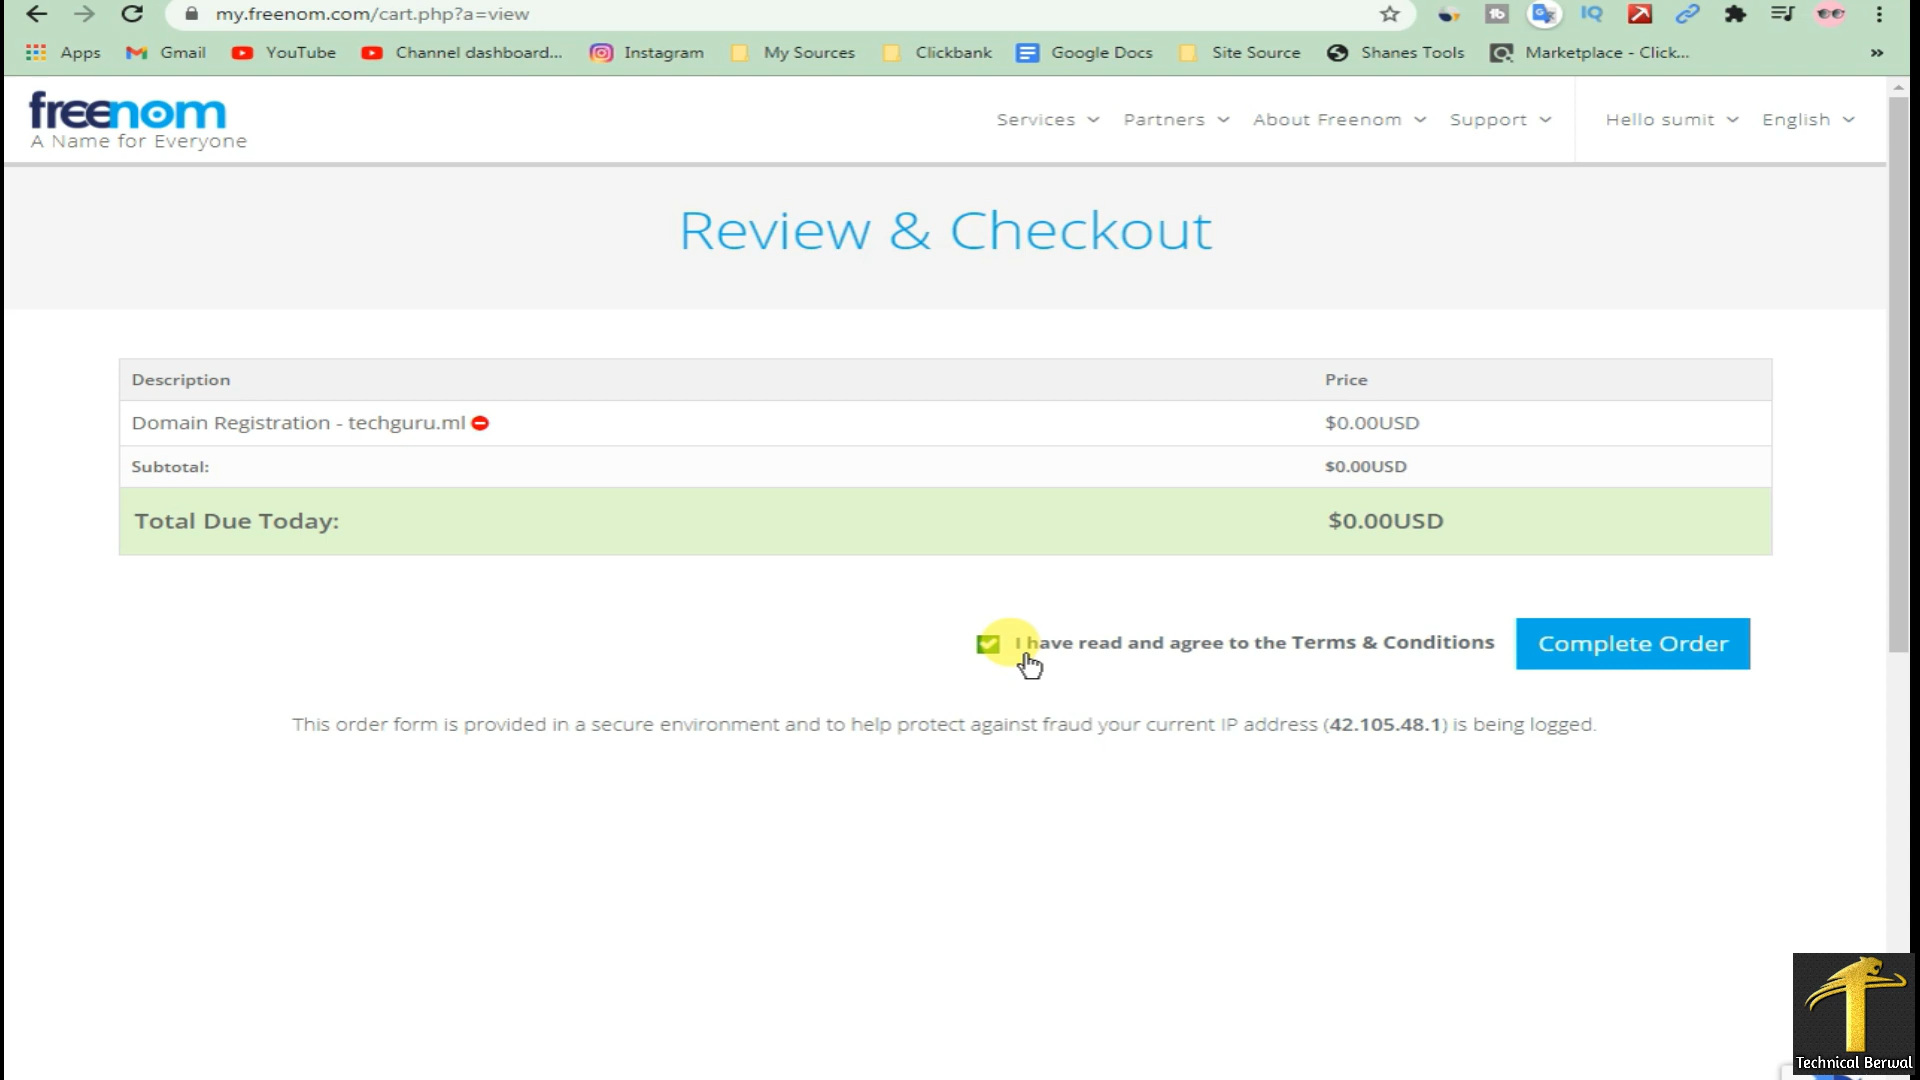 my.freenom.com/cart.php?a=view
Apps Gmail YouTube Channel dashboard... Instagram My Sources Clickbank Google Docs Site Source Shanes Tools Marketplace - Click... »
freenom
A Name for Everyone
Services Partners About Freenom Support Hello sumit English
Review & Checkout
Description Price
Domain Registration - techguru.ml $0.00USD
Subtotal: $0.00USD
Total Due Today: $0.00USD
I have read and agree to the Terms & Conditions Complete Order
This order form is provided in a secure environment and to help protect against fraud your current IP address (42.105.48.1) is being logged.
Technical Berwal